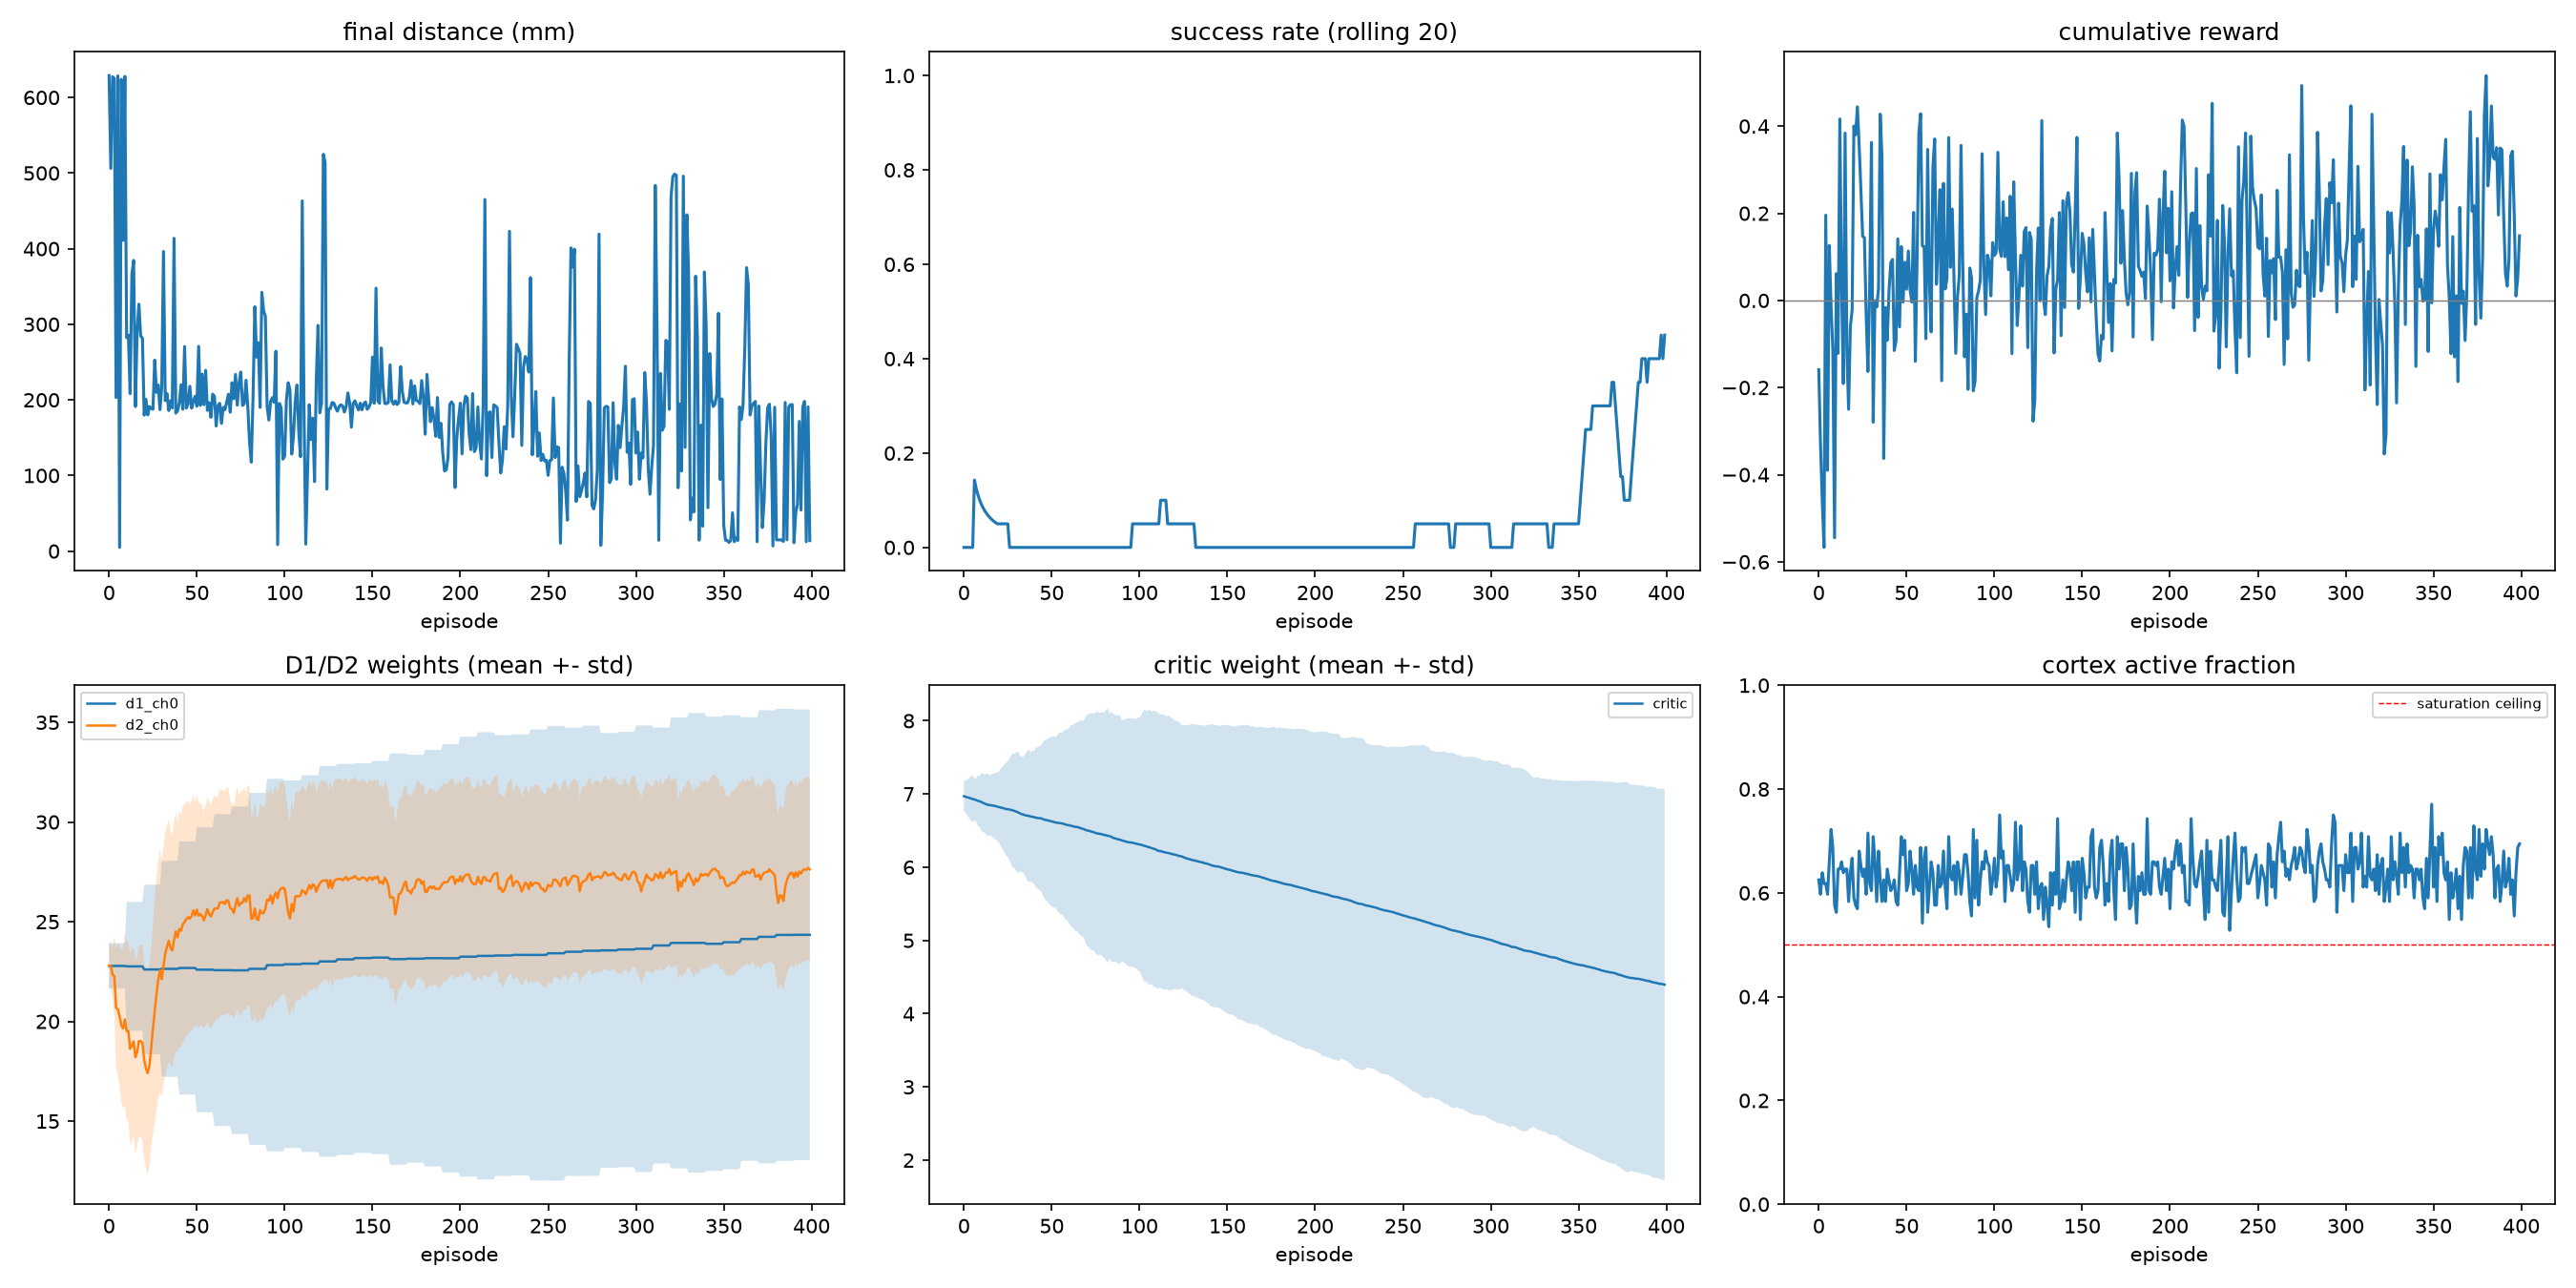 final distance (mm)
600
500
400
300
200
100
0
0 50 100 150 200 250 300 350 400
episode
success rate (rolling 20)
1.0
0.8
0.6
0.4
0.2
0.0
0 50 100 150 200 250 300 350 400
episode
cumulative reward
0.4
0.2
0.0
−0.2
−0.4
−0.6
0 50 100 150 200 250 300 350 400
episode
D1/D2 weights (mean +- std)
d1_ch0
d2_ch0
35
30
25
20
15
0 50 100 150 200 250 300 350 400
episode
critic weight (mean +- std)
critic
8
7
6
5
4
3
2
0 50 100 150 200 250 300 350 400
episode
cortex active fraction
saturation ceiling
1.0
0.8
0.6
0.4
0.2
0.0
0 50 100 150 200 250 300 350 400
episode